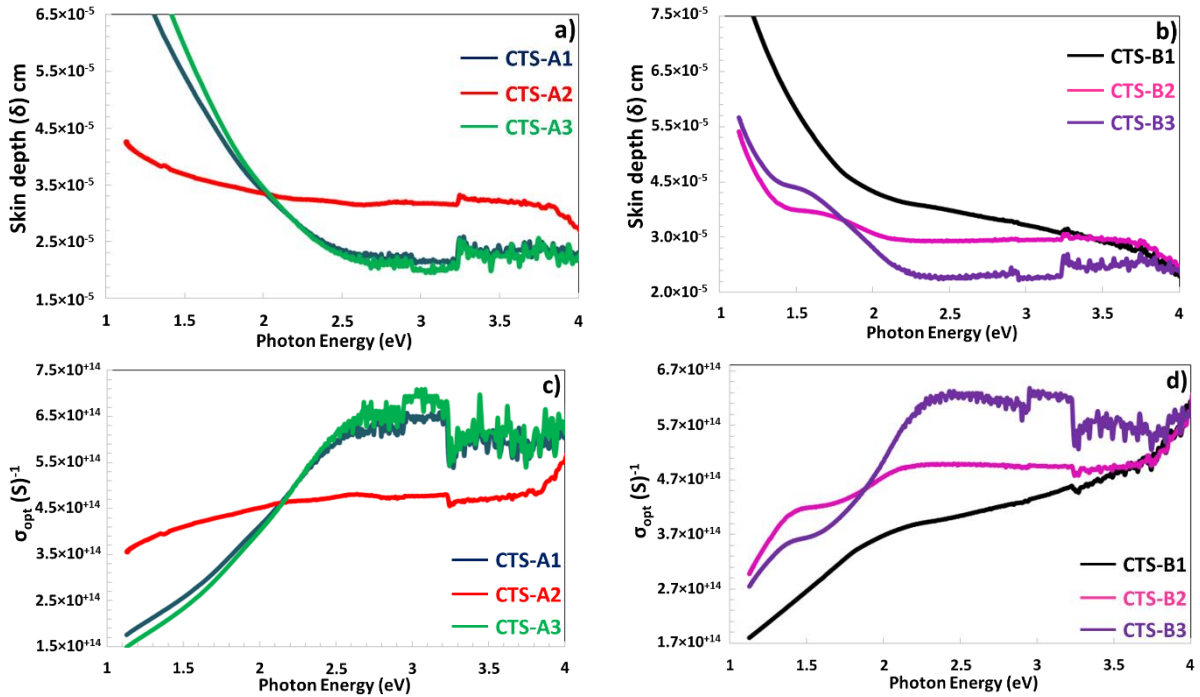 a)
Skin depth (δ) cm
6.5×10⁻⁵
5.5×10⁻⁵
4.5×10⁻⁵
3.5×10⁻⁵
2.5×10⁻⁵
1.5×10⁻⁵
CTS-A1
CTS-A2
CTS-A3
1 1.5 2 2.5 3 3.5 4
Photon Energy (eV)
b)
Skin depth (δ) cm
7.5×10⁻⁵
6.5×10⁻⁵
5.5×10⁻⁵
4.5×10⁻⁵
3.0×10⁻⁵
2.0×10⁻⁵
CTS-B1
CTS-B2
CTS-B3
1 1.5 2 2.5 3 3.5 4
Photon Energy (eV)
c)
σopt (S)⁻¹
7.5×10⁺¹⁴
6.5×10⁺¹⁴
5.5×10⁺¹⁴
4.5×10⁺¹⁴
3.5×10⁺¹⁴
2.5×10⁺¹⁴
1.5×10⁺¹⁴
CTS-A1
CTS-A2
CTS-A3
1 1.5 2 2.5 3 3.5 4
Photon Energy (eV)
d)
σopt (S)⁻¹
6.7×10⁺¹⁴
5.7×10⁺¹⁴
4.7×10⁺¹⁴
3.7×10⁺¹⁴
2.7×10⁺¹⁴
1.7×10⁺¹⁴
CTS-B1
CTS-B2
CTS-B3
1 1.5 2 2.5 3 3.5 4
Photon Energy (eV)